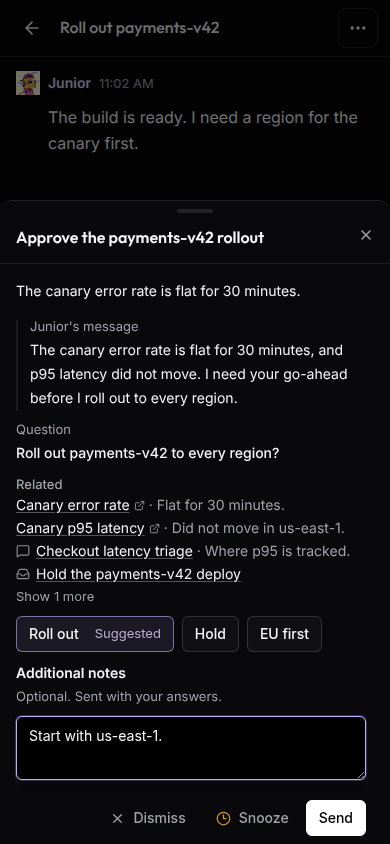 Roll out payments-v42
Junior 11:02 AM
The build is ready. I need a region for the
canary first.
Approve the payments-v42 rollout
The canary error rate is flat for 30 minutes.
Junior's message
The canary error rate is flat for 30 minutes, and
p95 latency did not move. I need your go-ahead
before I roll out to every region.
Question
Roll out payments-v42 to every region?
Related
Canary error rate · Flat for 30 minutes.
Canary p95 latency · Did not move in us-east-1.
Checkout latency triage · Where p95 is tracked.
Hold the payments-v42 deploy
Show 1 more
Roll out Suggested Hold EU first
Additional notes
Optional. Sent with your answers.
Start with us-east-1.
Dismiss Snooze Send